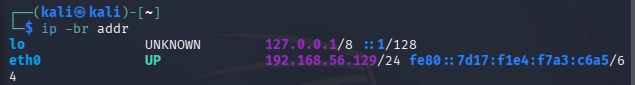 ┌──(kali㉿kali)-[~]
└─$ ip -br addr
lo               UNKNOWN        127.0.0.1/8 ::1/128
eth0             UP             192.168.56.129/24 fe80::7d17:f1e4:f7a3:c6a5/6
4